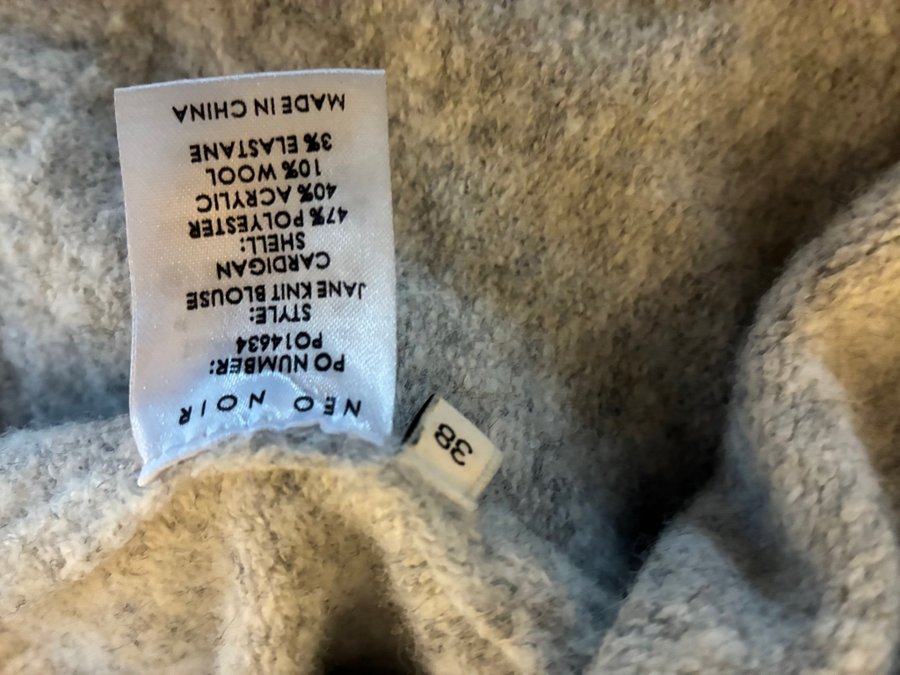 NEO NOIR
PO NUMBER:
PO14634
STYLE:
JANE KNIT BLOUSE
CARDIGAN
SHELL:
47% POLYESTER
40% ACRYLIC
10% WOOL
3% ELASTANE
MADE IN CHINA
38